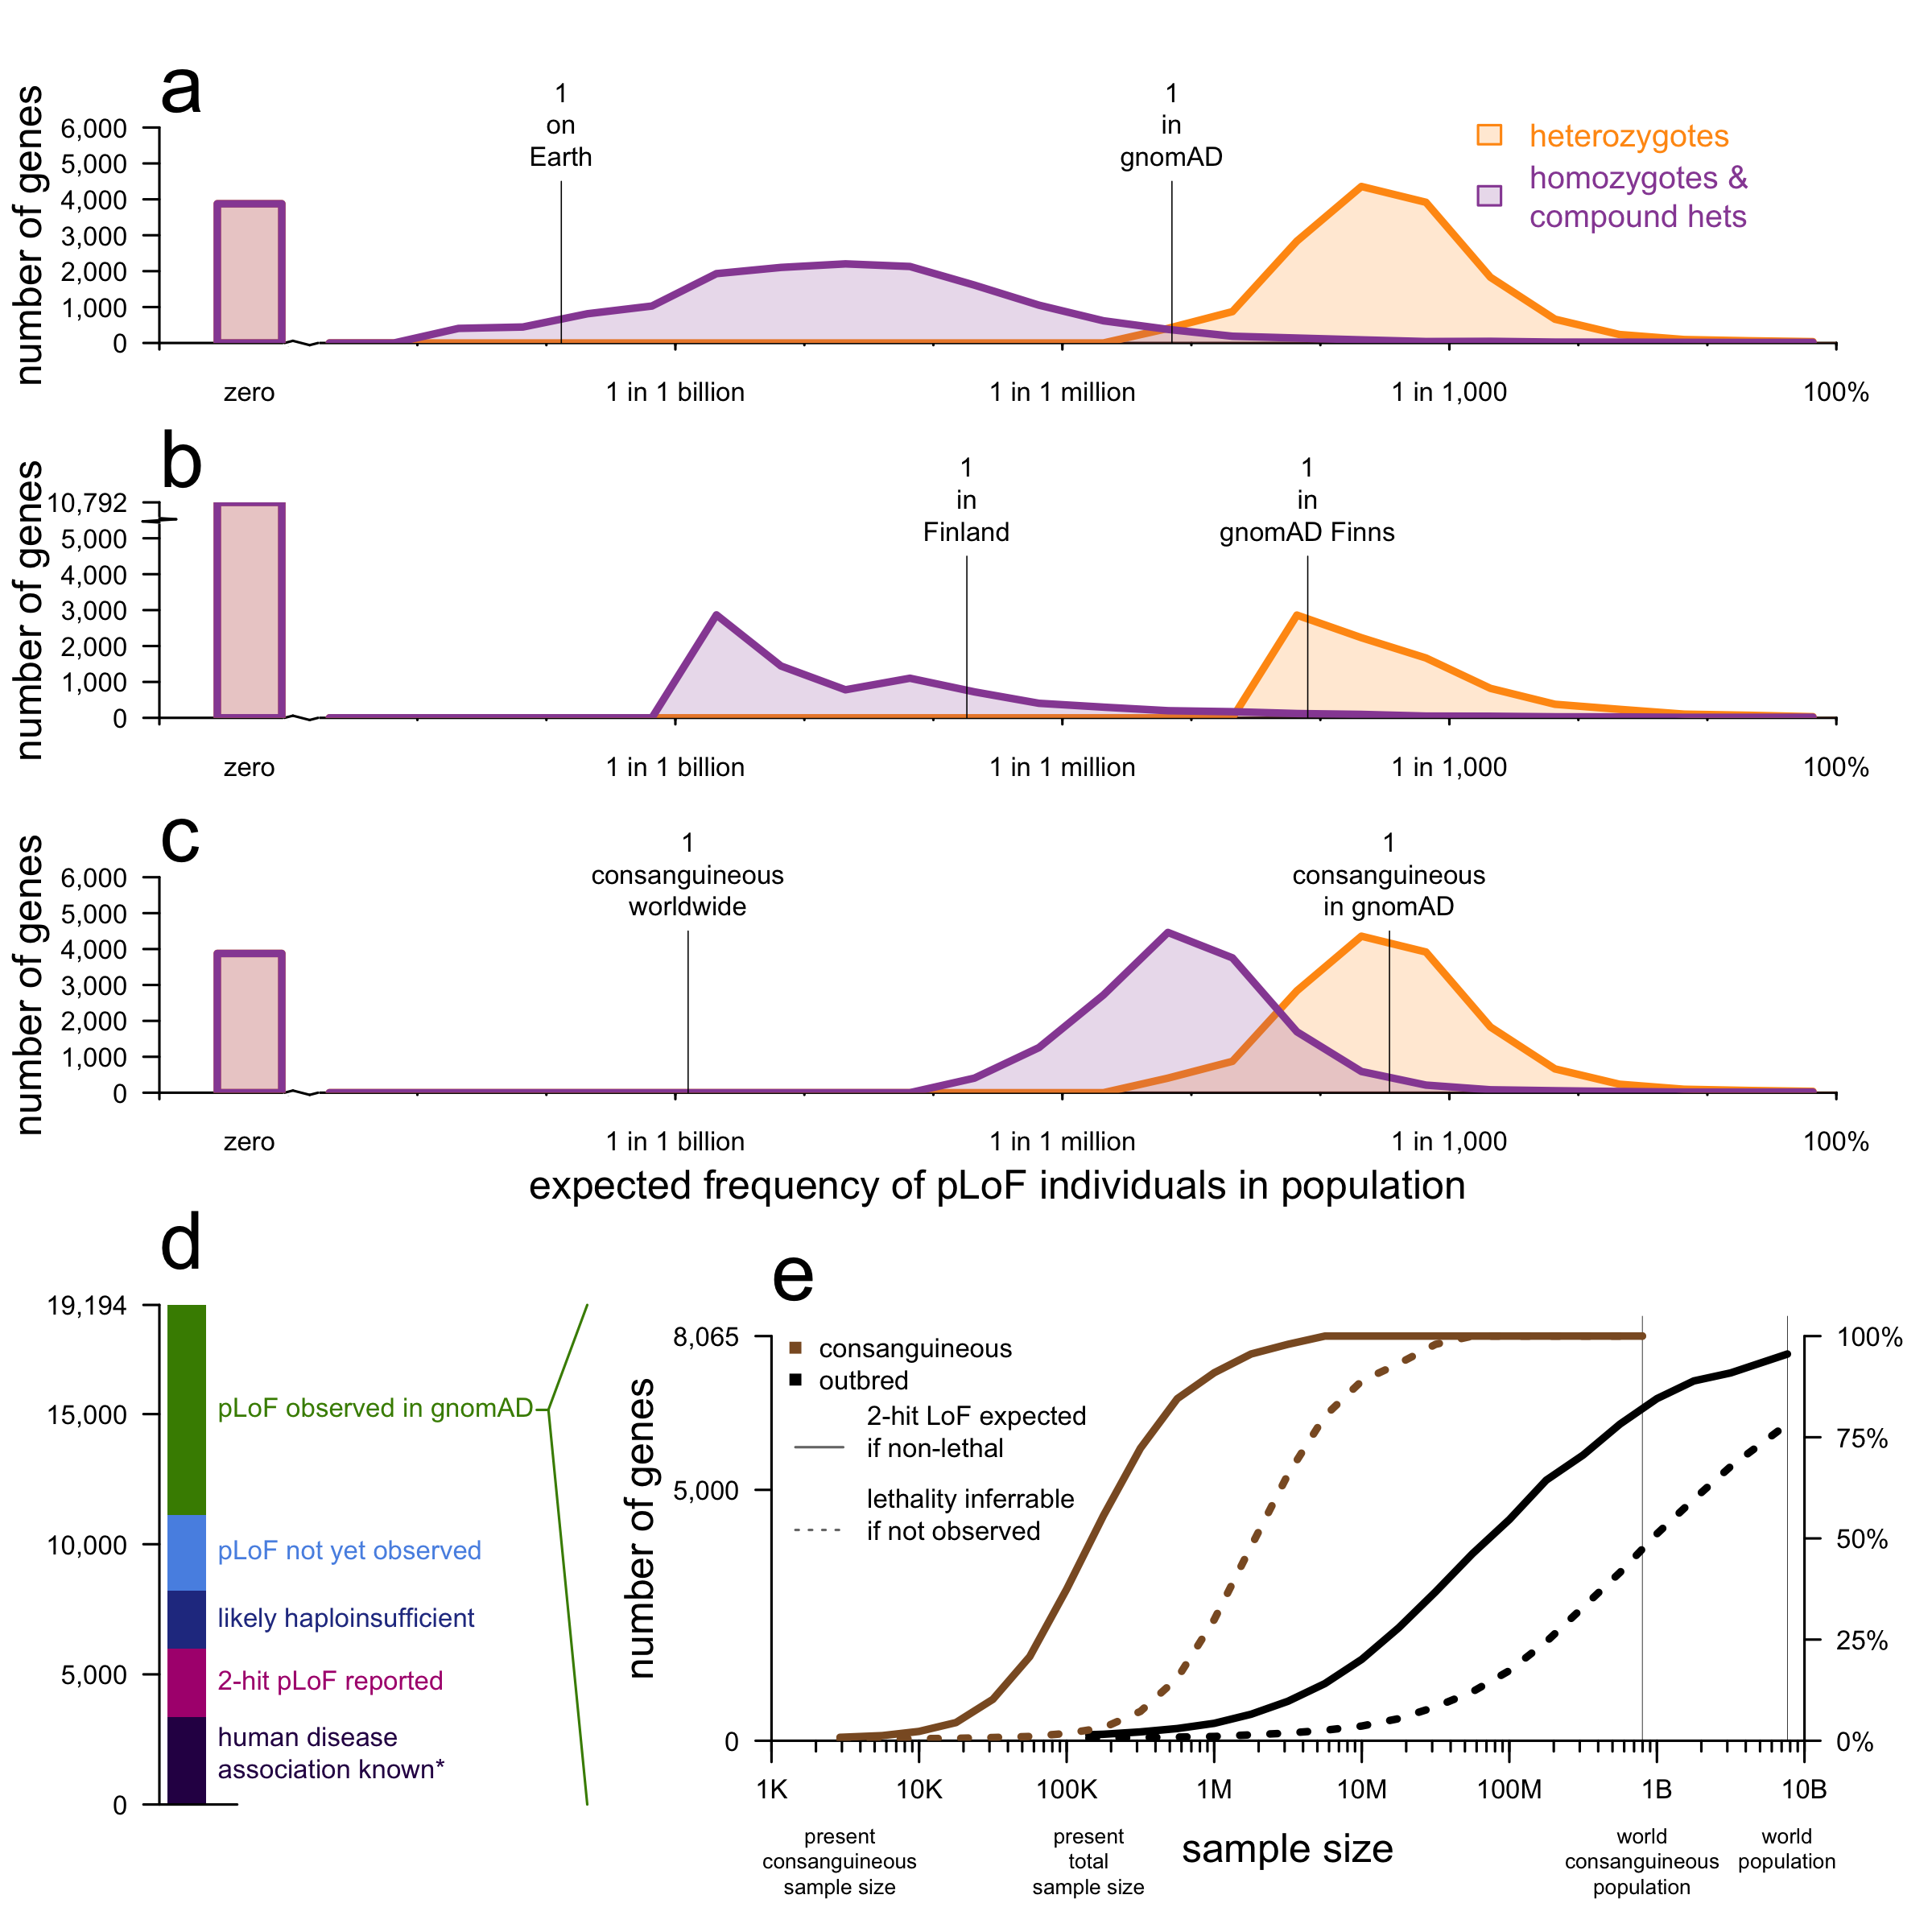 a
number of genes
6,000
5,000
4,000
3,000
2,000
1,000
0
1
on
Earth
1
in
gnomAD
heterozygotes
homozygotes &
compound hets
zero
1 in 1 billion
1 in 1 million
1 in 1,000
100%
b
number of genes
10,792
5,000
4,000
3,000
2,000
1,000
0
1
in
Finland
1
in
gnomAD Finns
zero
1 in 1 billion
1 in 1 million
1 in 1,000
100%
c
number of genes
6,000
5,000
4,000
3,000
2,000
1,000
0
1
consanguineous
worldwide
1
consanguineous
in gnomAD
zero
1 in 1 billion
1 in 1 million
1 in 1,000
100%
expected frequency of pLoF individuals in population
d
19,194
15,000
10,000
5,000
0
pLoF observed in gnomAD
pLoF not yet observed
likely haploinsufficient
2-hit pLoF reported
human disease
association known*
e
number of genes
8,065
5,000
0
consanguineous
outbred
2-hit LoF expected
if non-lethal
lethality inferrable
if not observed
100%
75%
50%
25%
0%
1K
10K
100K
1M
10M
100M
1B
10B
present
consanguineous
sample size
present
total
sample size
sample size
world
consanguineous
population
world
population